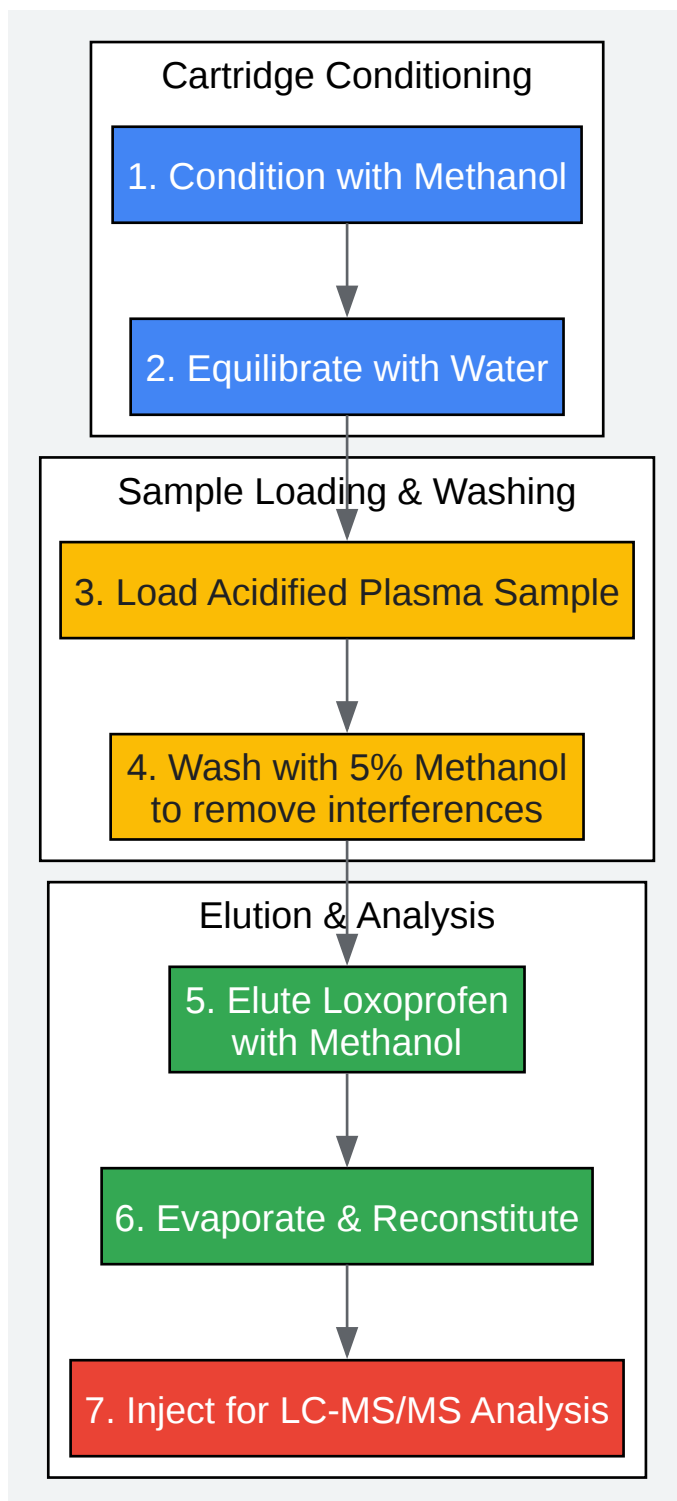 Cartridge Conditioning
1. Condition with Methanol
2. Equilibrate with Water
Sample Loading & Washing
3. Load Acidified Plasma Sample
4. Wash with 5% Methanol
to remove interferences
Elution & Analysis
5. Elute Loxoprofen
with Methanol
6. Evaporate & Reconstitute
7. Inject for LC-MS/MS Analysis